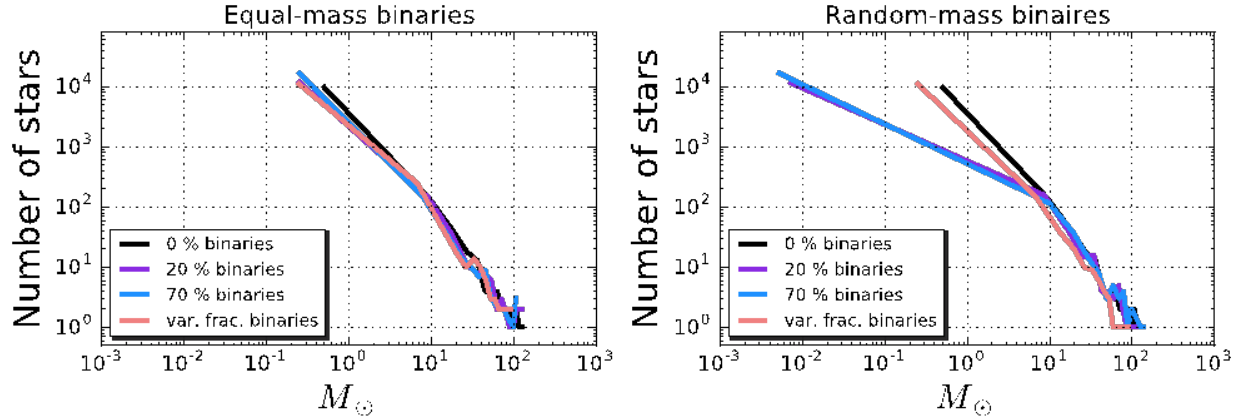 Equal-mass binaries
Number of stars
10^4
10^3
10^2
10^1
10^0
0 % binaries
20 % binaries
70 % binaries
var. frac. binaries
10^-3 10^-2 10^-1 10^0 10^1 10^2 10^3
M_⊙
Random-mass binaires
Number of stars
10^4
10^3
10^2
10^1
10^0
0 % binaries
20 % binaries
70 % binaries
var. frac. binaries
10^-3 10^-2 10^-1 10^0 10^1 10^2 10^3
M_⊙